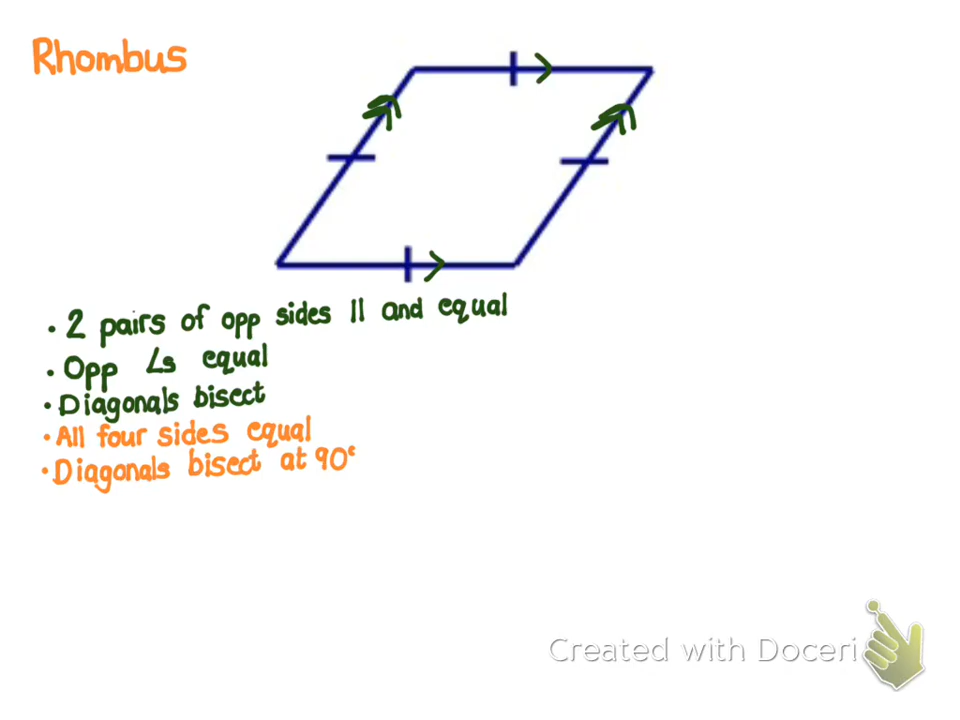 Rhombus
• 2 pairs of opp sides || and equal
• Opp ∠s equal
• Diagonals bisect
• All four sides equal
• Diagonals bisect at 90°
Created with Doceri